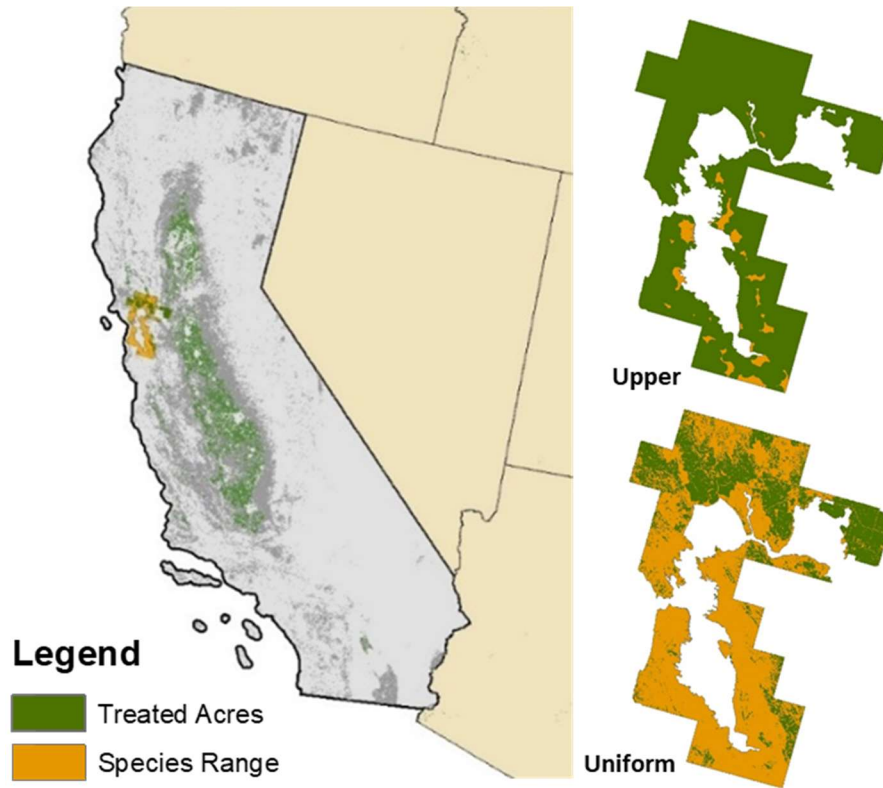 Upper
Legend
Treated Acres
Species Range
Uniform